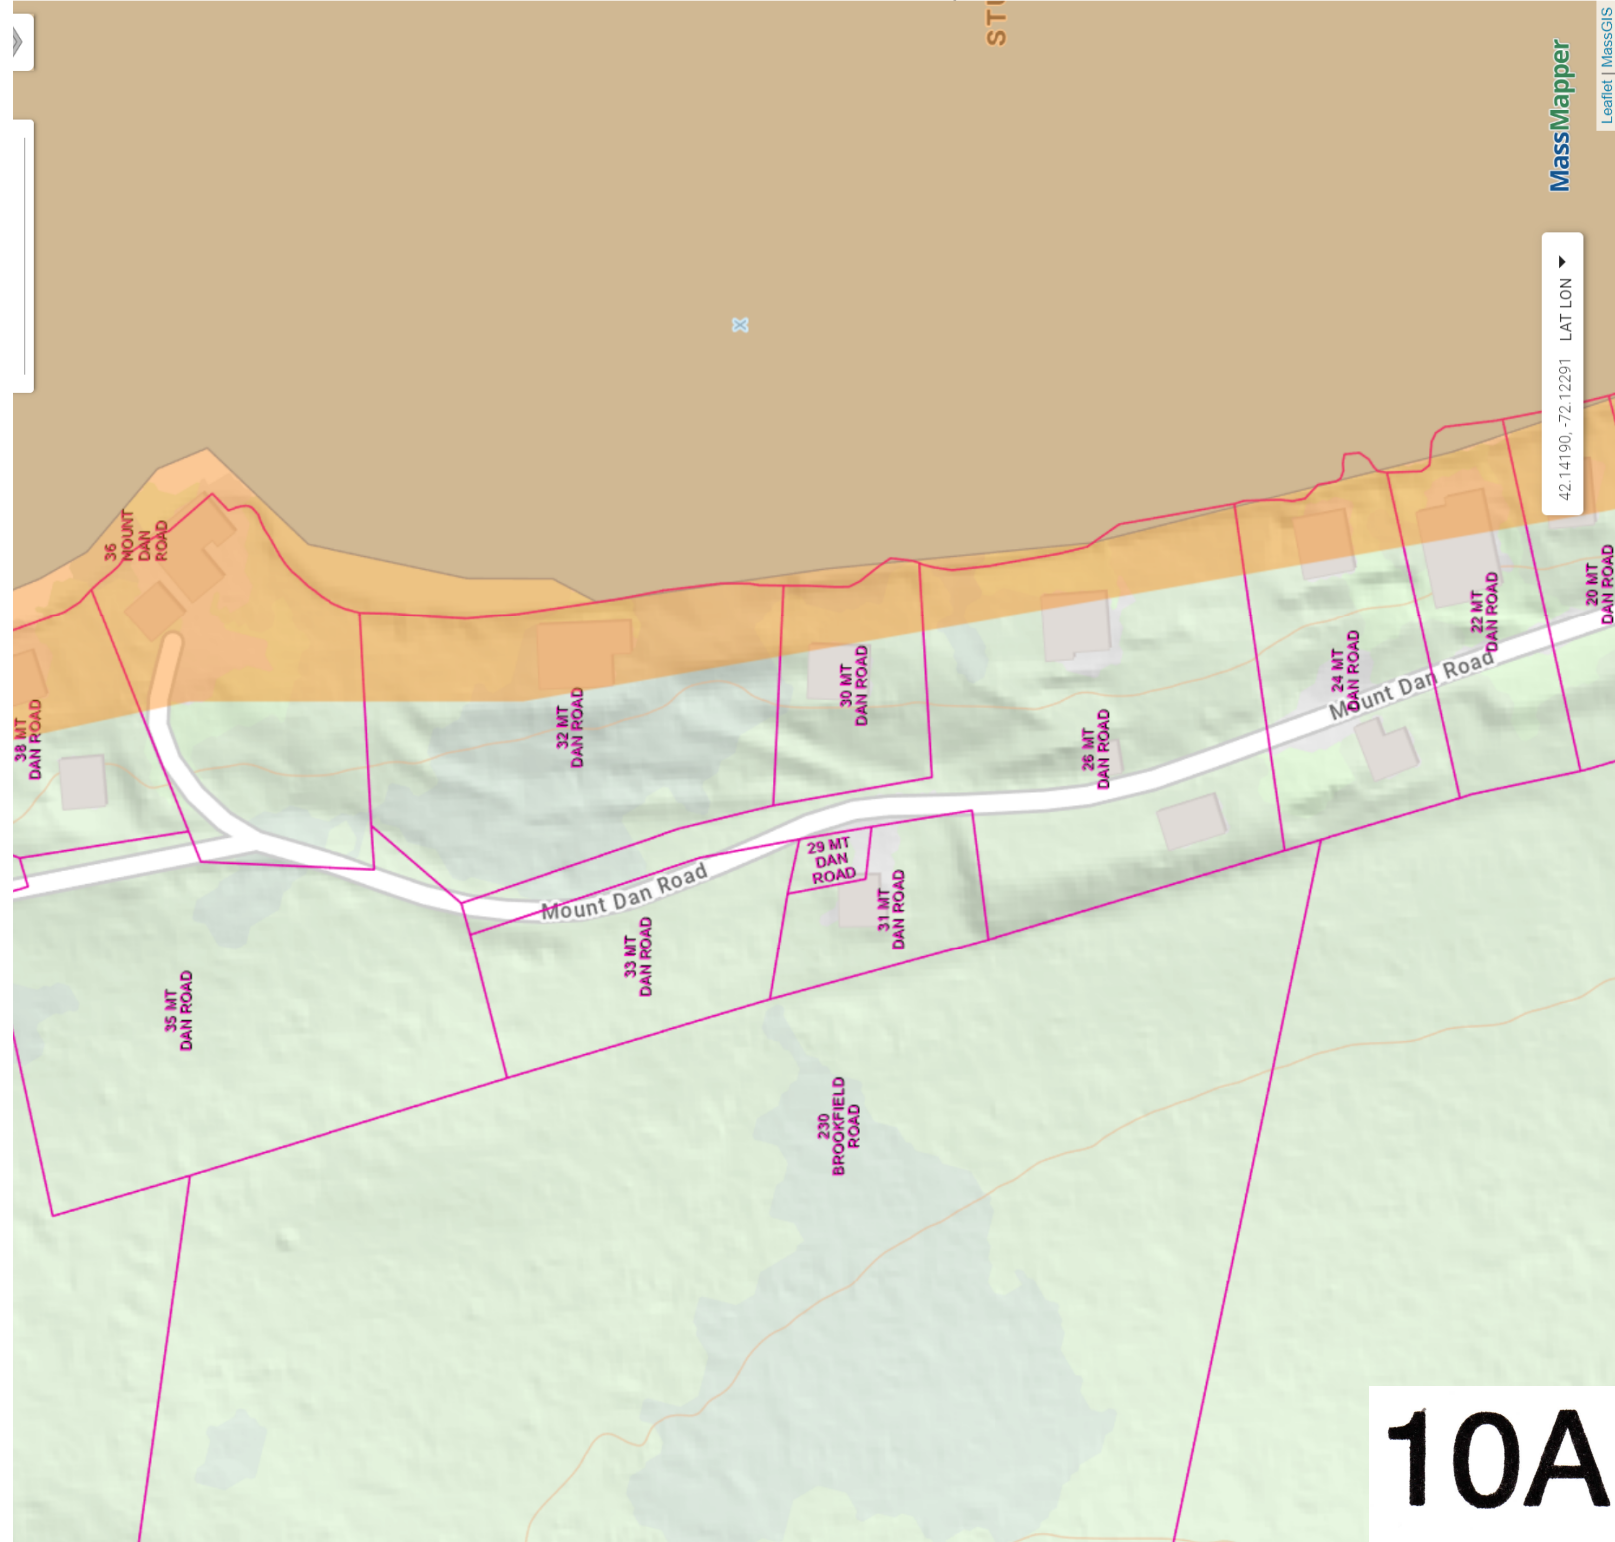 STU
MassMapper
Leaflet | MassGIS
42.14190, -72.12291 LAT LON
36
MOUNT
DAN
ROAD
38 MT
DAN ROAD
32 MT
DAN ROAD
30 MT
DAN ROAD
26 MT
DAN ROAD
24 MT
DAN ROAD
22 MT
DAN ROAD
20 MT
DAN ROAD
Mount Dan Road
29 MT
DAN
ROAD
31 MT
DAN ROAD
Mount Dan Road
33 MT
DAN ROAD
35 MT
DAN ROAD
230
BROOKFIELD
ROAD
10A